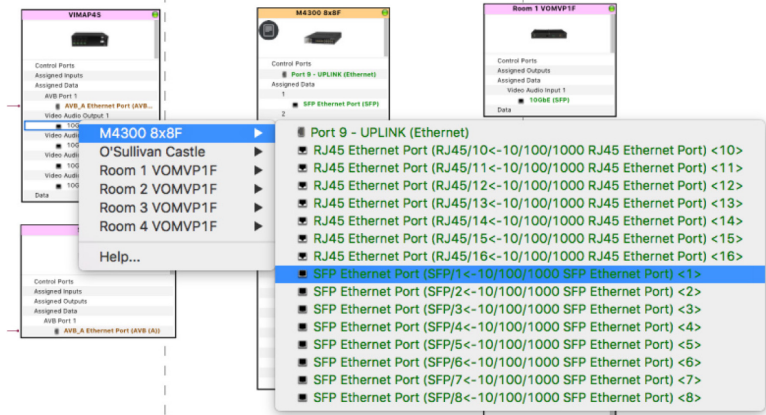 VIMAP4S
Control Ports
Assigned Inputs
Assigned Data
AVB Port 1
AVB_A Ethernet Port (AVB...
Video Audio Output 1
10G
Video Audi
10G
Video Audi
10G
Video Audi
10G
Data
M4300 8x8F
Control Ports
Port 9 - UPLINK (Ethernet)
Assigned Data
1
SFP Ethernet Port (SFP)
2
Room 1 VOMVP1F
Control Ports
Assigned Outputs
Assigned Data
Video Audio Input 1
10GbE (SFP)
Data
M4300 8x8F
O'Sullivan Castle
Room 1 VOMVP1F
Room 2 VOMVP1F
Room 3 VOMVP1F
Room 4 VOMVP1F
Help...
Port 9 - UPLINK (Ethernet)
RJ45 Ethernet Port (RJ45/10<-10/100/1000 RJ45 Ethernet Port) <10>
RJ45 Ethernet Port (RJ45/11<-10/100/1000 RJ45 Ethernet Port) <11>
RJ45 Ethernet Port (RJ45/12<-10/100/1000 RJ45 Ethernet Port) <12>
RJ45 Ethernet Port (RJ45/13<-10/100/1000 RJ45 Ethernet Port) <13>
RJ45 Ethernet Port (RJ45/14<-10/100/1000 RJ45 Ethernet Port) <14>
RJ45 Ethernet Port (RJ45/15<-10/100/1000 RJ45 Ethernet Port) <15>
RJ45 Ethernet Port (RJ45/16<-10/100/1000 RJ45 Ethernet Port) <16>
SFP Ethernet Port (SFP/1<-10/100/1000 SFP Ethernet Port) <1>
SFP Ethernet Port (SFP/2<-10/100/1000 SFP Ethernet Port) <2>
SFP Ethernet Port (SFP/3<-10/100/1000 SFP Ethernet Port) <3>
SFP Ethernet Port (SFP/4<-10/100/1000 SFP Ethernet Port) <4>
SFP Ethernet Port (SFP/5<-10/100/1000 SFP Ethernet Port) <5>
SFP Ethernet Port (SFP/6<-10/100/1000 SFP Ethernet Port) <6>
SFP Ethernet Port (SFP/7<-10/100/1000 SFP Ethernet Port) <7>
SFP Ethernet Port (SFP/8<-10/100/1000 SFP Ethernet Port) <8>
Control Ports
Assigned Inputs
Assigned Outputs
Assigned Data
AVB Port 1
AVB_A Ethernet Port (AVB (A))